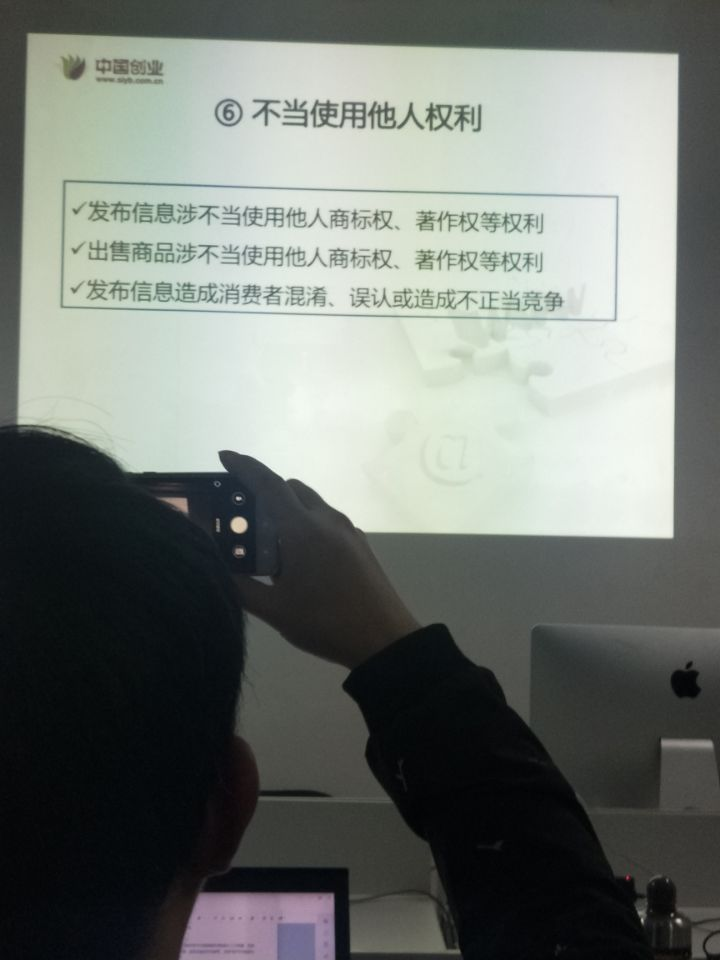 中国创业
www.siyb.com.cn
⑥ 不当使用他人权利
✓发布信息涉不当使用他人商标权、著作权等权利
✓出售商品涉不当使用他人商标权、著作权等权利
✓发布信息造成消费者混淆、误认或造成不正当竞争